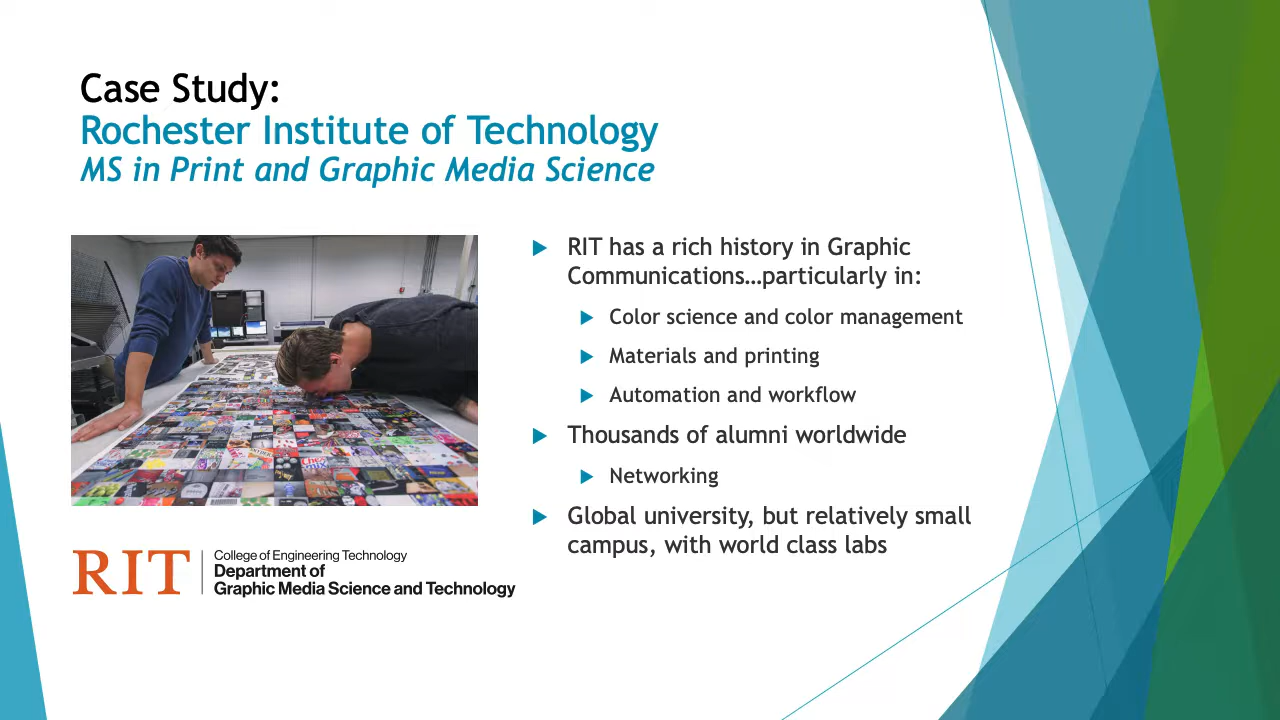 Case Study:
Rochester Institute of Technology
MS in Print and Graphic Media Science
RIT has a rich history in Graphic
Communications…particularly in:
Color science and color management
Materials and printing
Automation and workflow
Thousands of alumni worldwide
Networking
Global university, but relatively small
campus, with world class labs
RIT
College of Engineering Technology
Department of
Graphic Media Science and Technology